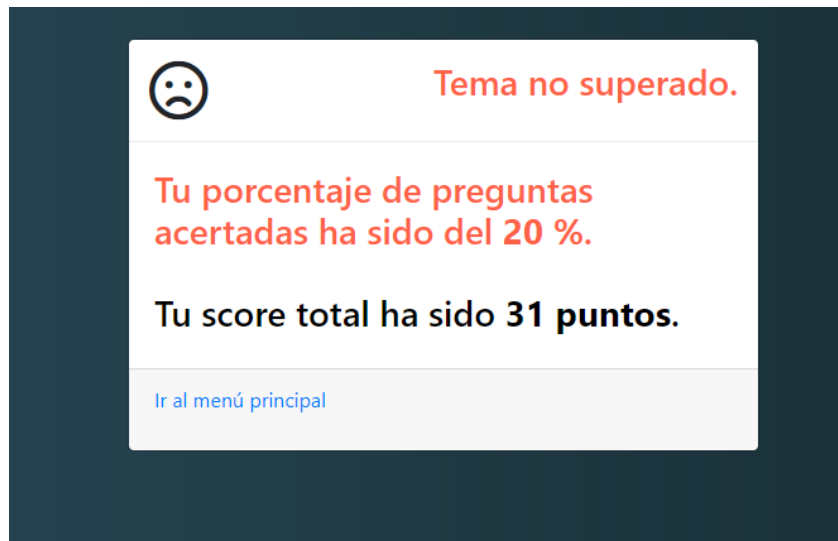 Tema no superado.
Tu porcentaje de preguntas
acertadas ha sido del 20 %.
Tu score total ha sido 31 puntos.
Ir al menú principal